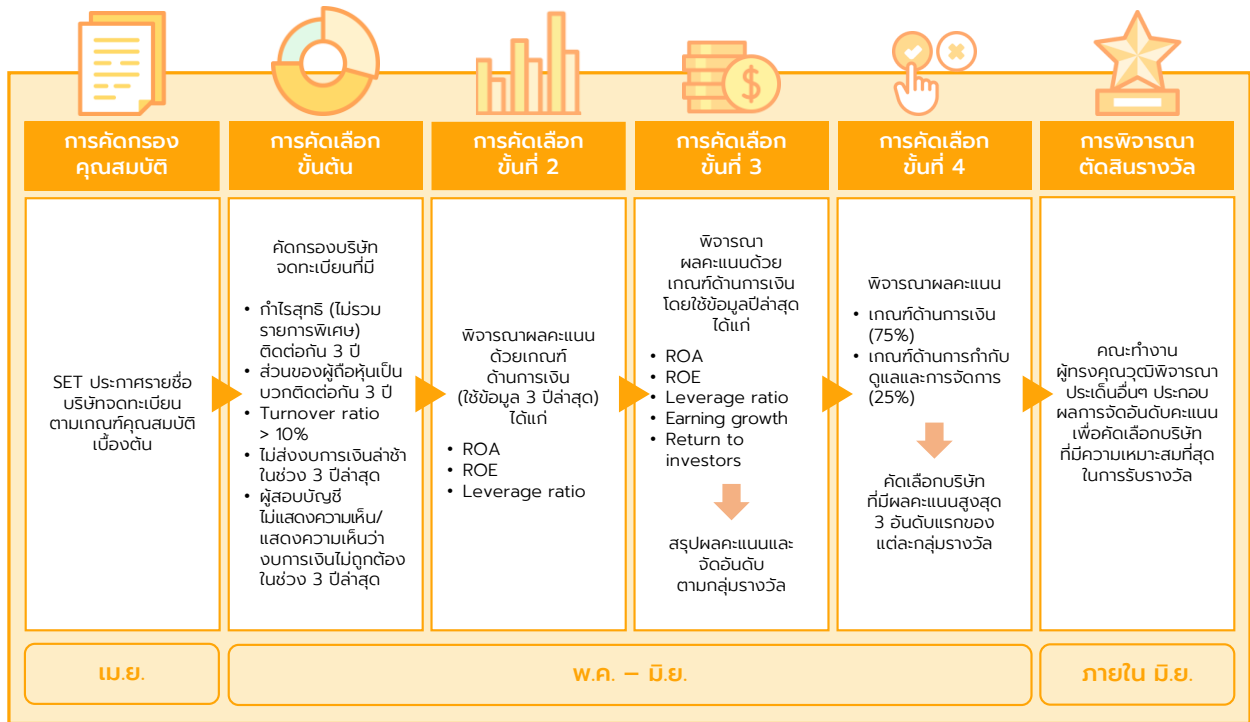 การคัดกรอง
คุณสมบัติ
การคัดเลือก
ขั้นต้น
การคัดเลือก
ขั้นที่ 2
การคัดเลือก
ขั้นที่ 3
การคัดเลือก
ขั้นที่ 4
การพิจารณา
ตัดสินรางวัล
SET ประกาศรายชื่อ
บริษัทจดทะเบียน
ตามเกณฑ์คุณสมบัติ
เบื้องต้น
คัดกรองบริษัท
จดทะเบียนที่มี
• กำไรสุทธิ (ไม่รวม
รายการพิเศษ)
ติดต่อกัน 3 ปี
• ส่วนของผู้ถือหุ้นเป็น
บวกติดต่อกัน 3 ปี
• Turnover ratio
> 10%
• ไม่ส่งงบการเงินล่าช้า
ในช่วง 3 ปีล่าสุด
• ผู้สอบบัญชี
ไม่แสดงความเห็น/
แสดงความเห็นว่า
งบการเงินไม่ถูกต้อง
ในช่วง 3 ปีล่าสุด
พิจารณาผลคะแนน
ด้วยเกณฑ์
ด้านการเงิน
(ใช้ข้อมูล 3 ปีล่าสุด)
ได้แก่
• ROA
• ROE
• Leverage ratio
พิจารณา
ผลคะแนนด้วย
เกณฑ์ด้านการเงิน
โดยใช้ข้อมูลปีล่าสุด
ได้แก่
• ROA
• ROE
• Leverage ratio
• Earning growth
• Return to
investors
สรุปผลคะแนนและ
จัดอันดับ
ตามกลุ่มรางวัล
พิจารณาผลคะแนน
• เกณฑ์ด้านการเงิน
(75%)
• เกณฑ์ด้านการกำกับ
ดูแลและการจัดการ
(25%)
คัดเลือกบริษัท
ที่มีผลคะแนนสูงสุด
3 อันดับแรกของ
แต่ละกลุ่มรางวัล
คณะทำงาน
ผู้ทรงคุณวุฒิพิจารณา
ประเด็นอื่นๆ ประกอบ
ผลการจัดอันดับคะแนน
เพื่อคัดเลือกบริษัท
ที่มีความเหมาะสมที่สุด
ในการรับรางวัล
เม.ย.
พ.ค. – มิ.ย.
ภายใน มิ.ย.